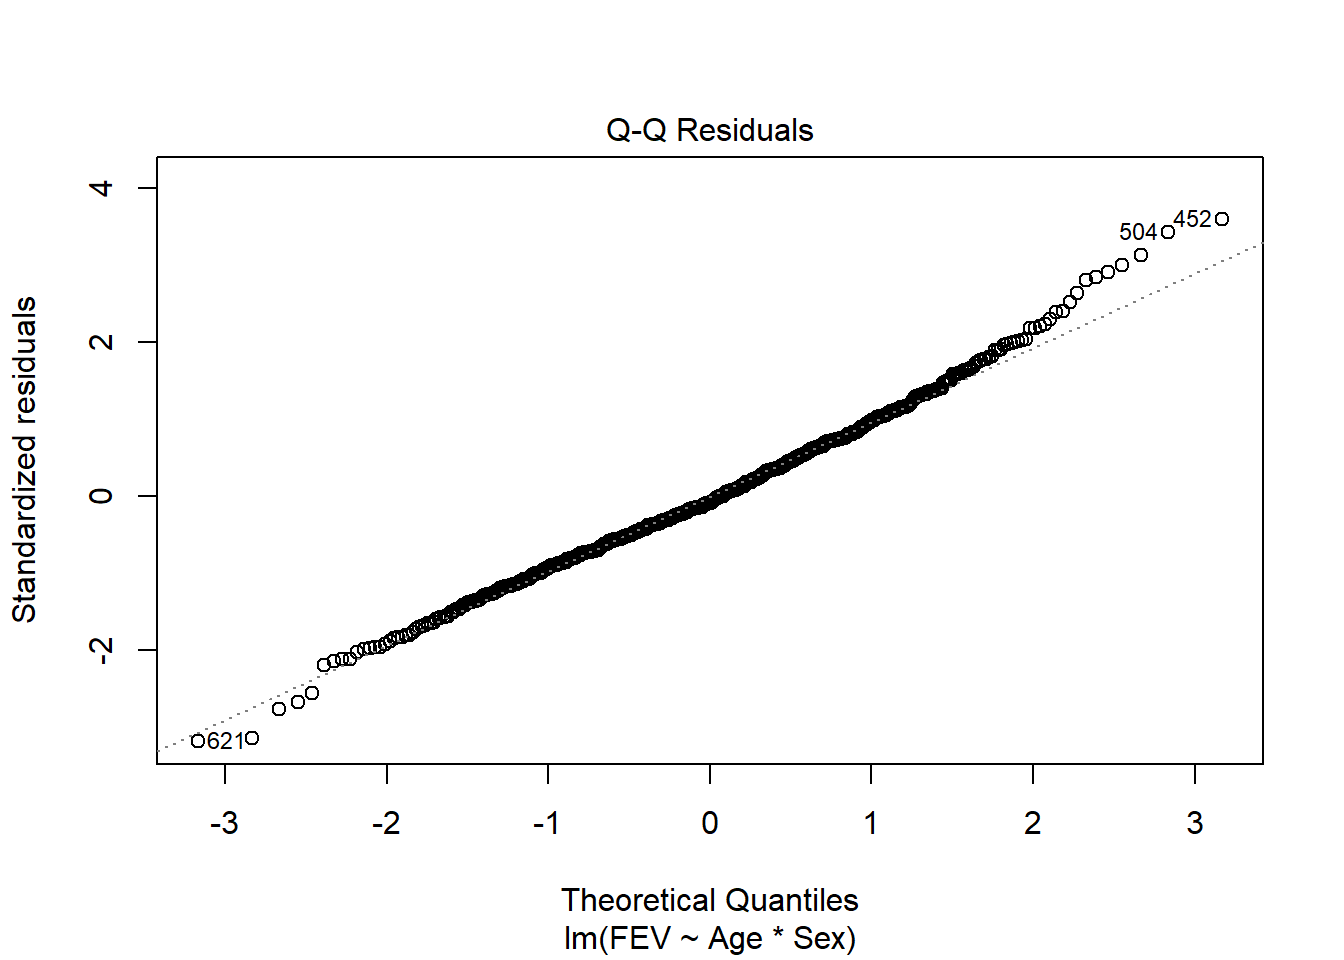 Q-Q Residuals
Standardized residuals
4
2
0
-2
504
452
621
-3 -2 -1 0 1 2 3
Theoretical Quantiles
lm(FEV ~ Age * Sex)